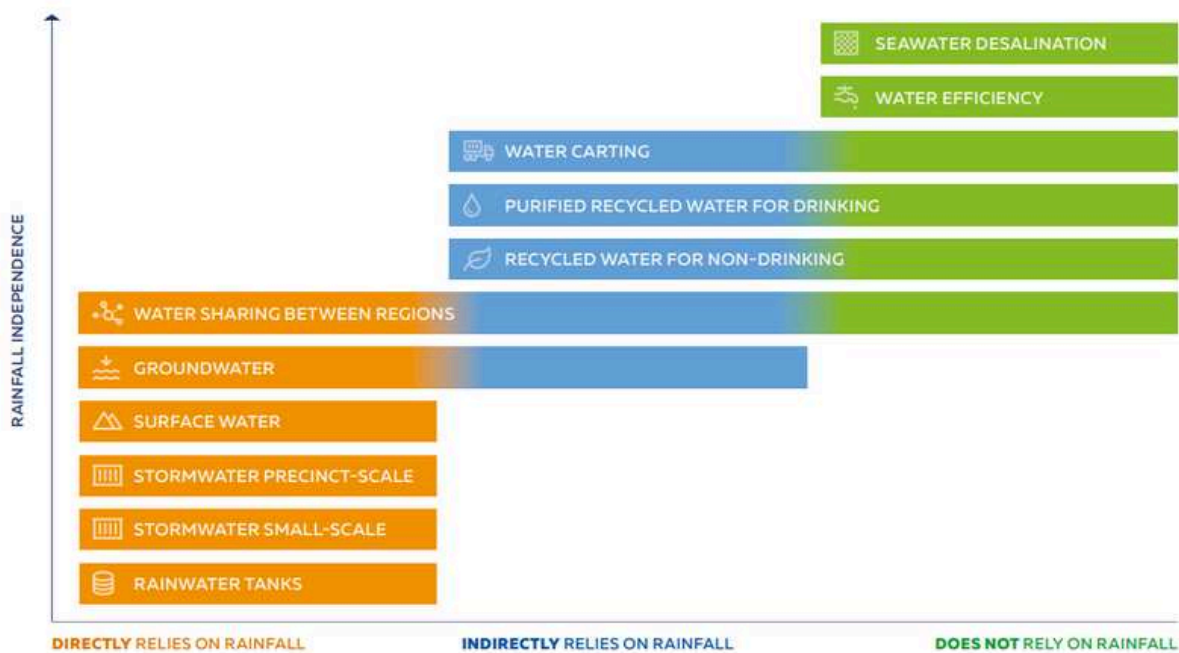 SEAWATER DESALINATION
WATER EFFICIENCY
WATER CARTING
PURIFIED RECYCLED WATER FOR DRINKING
RECYCLED WATER FOR NON-DRINKING
WATER SHARING BETWEEN REGIONS
GROUNDWATER
SURFACE WATER
STORMWATER PRECINCT-SCALE
STORMWATER SMALL-SCALE
RAINWATER TANKS
RAINFALL INDEPENDENCE
DIRECTLY RELIES ON RAINFALL
INDIRECTLY RELIES ON RAINFALL
DOES NOT RELY ON RAINFALL